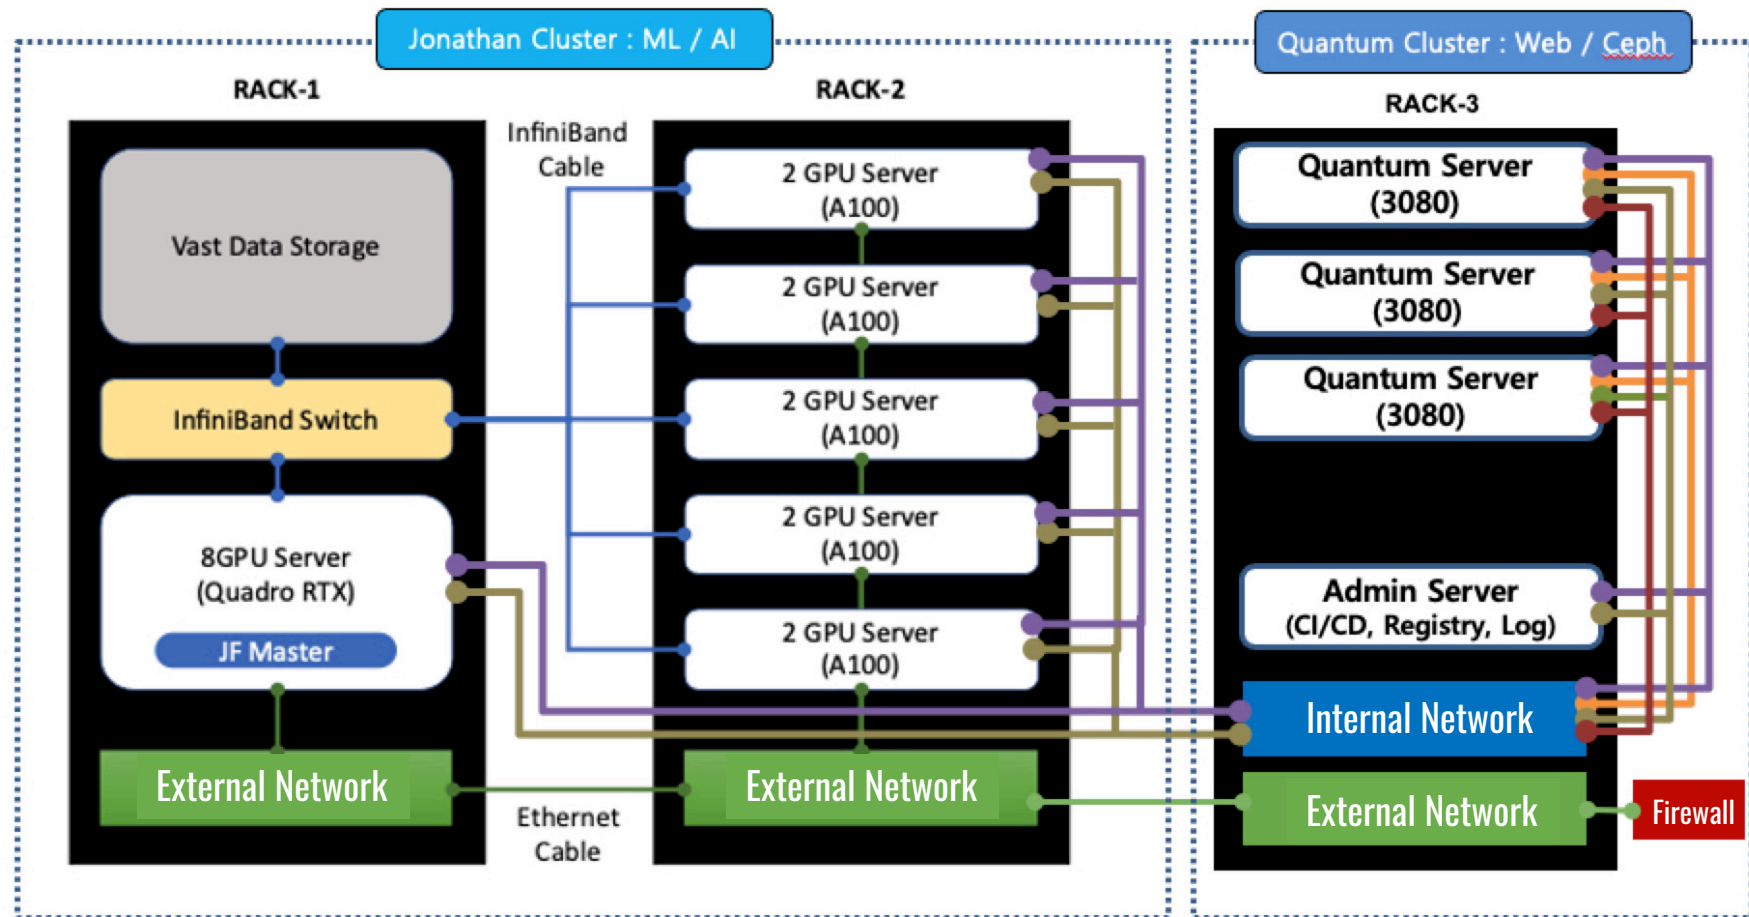 Jonathan Cluster : ML / AI
Quantum Cluster : Web / Ceph
RACK-1
RACK-2
RACK-3
Vast Data Storage
InfiniBand Switch
8GPU Server
(Quadro RTX)
JF Master
External Network
InfiniBand
Cable
Ethernet
Cable
2 GPU Server
(A100)
2 GPU Server
(A100)
2 GPU Server
(A100)
2 GPU Server
(A100)
2 GPU Server
(A100)
External Network
Quantum Server
(3080)
Quantum Server
(3080)
Quantum Server
(3080)
Admin Server
(CI/CD, Registry, Log)
Internal Network
External Network
Firewall